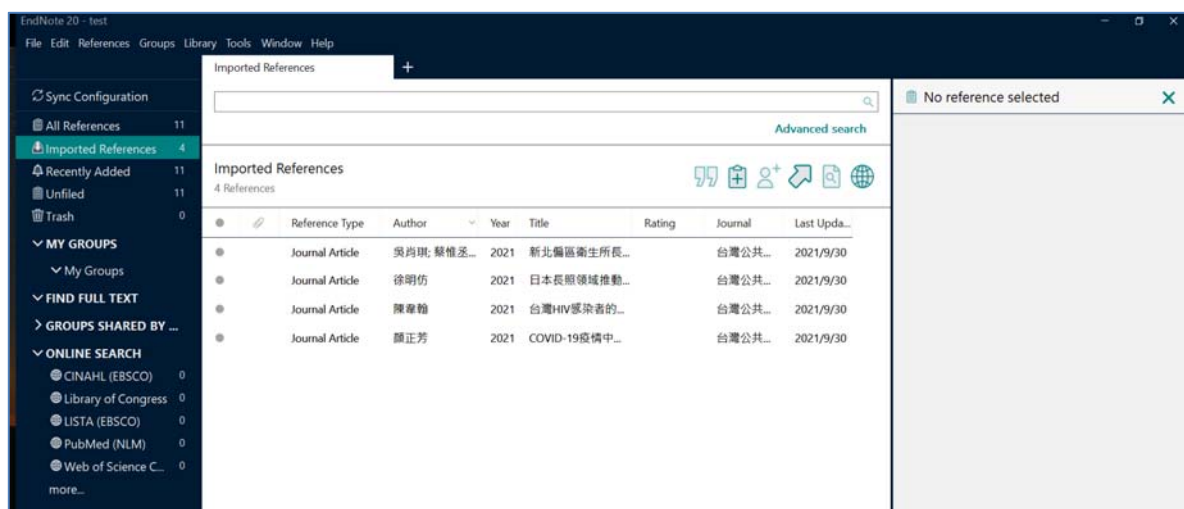 EndNote 20 - test
File Edit References Groups Library Tools Window Help
Imported References +
Sync Configuration
All References 11
Imported References 4
Recently Added 11
Unfiled 11
Trash 0
MY GROUPS
My Groups
FIND FULL TEXT
GROUPS SHARED BY ...
ONLINE SEARCH
CINAHL (EBSCO) 0
Library of Congress 0
LISTA (EBSCO) 0
PubMed (NLM) 0
Web of Science C... 0
more...
Advanced search
Imported References
4 References
Reference Type Author Year Title Rating Journal Last Upda...
Journal Article 吳肖琪; 蔡惟丞... 2021 新北偏區衛生所長... 台灣公共... 2021/9/30
Journal Article 徐明仿 2021 日本長照領域推動... 台灣公共... 2021/9/30
Journal Article 陳韋翰 2021 台灣HIV感染者的... 台灣公共... 2021/9/30
Journal Article 顏正芳 2021 COVID-19疫情中... 台灣公共... 2021/9/30
No reference selected